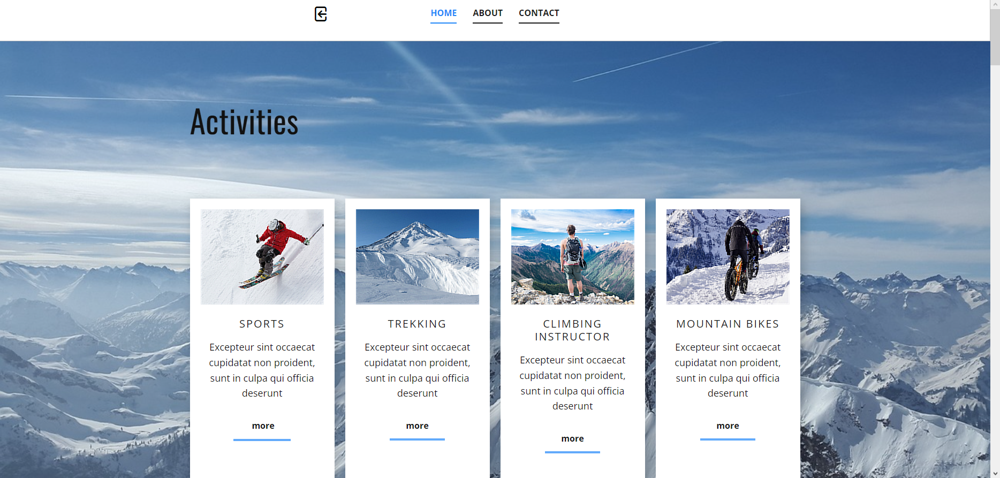 HOME ABOUT CONTACT
Activities
SPORTS
Excepteur sint occaecat
cupidatat non proident,
sunt in culpa qui officia
deserunt
more
TREKKING
Excepteur sint occaecat
cupidatat non proident,
sunt in culpa qui officia
deserunt
more
CLIMBING
INSTRUCTOR
Excepteur sint occaecat
cupidatat non proident,
sunt in culpa qui officia
deserunt
more
MOUNTAIN BIKES
Excepteur sint occaecat
cupidatat non proident,
sunt in culpa qui officia
deserunt
more